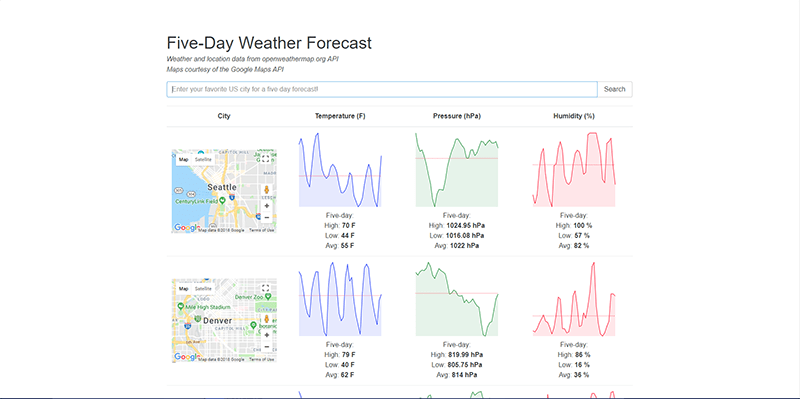 Five-Day Weather Forecast
Weather and location data from openweathermap.org API
Maps courtesy of the Google Maps API
Enter your favorite US city for a five day forecast!
Search
City
Temperature (F)
Pressure (hPa)
Humidity (%)
Map
Satellite
CAPITOL HILL
Seattle
CenturyLink Field
Google
Map data ©2018 Google
Terms of Use
Five-day:
High: 70 F
Low: 44 F
Avg: 55 F
Five-day:
High: 1024.95 hPa
Low: 1016.08 hPa
Avg: 1022 hPa
Five-day:
High: 100 %
Low: 57 %
Avg: 82 %
Map
Satellite
LODO
Denver Zoo
Mile High Stadium
Denver
CAPITOL HILL
Google
Map data ©2018 Google
Terms of Use
Five-day:
High: 79 F
Low: 40 F
Avg: 62 F
Five-day:
High: 819.99 hPa
Low: 805.75 hPa
Avg: 814 hPa
Five-day:
High: 86 %
Low: 16 %
Avg: 36 %